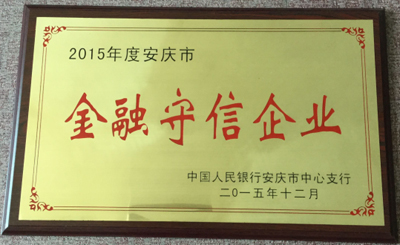 2015年度安庆市
金融守信企业
中国人民银行安庆市中心支行
二0一五年十二月